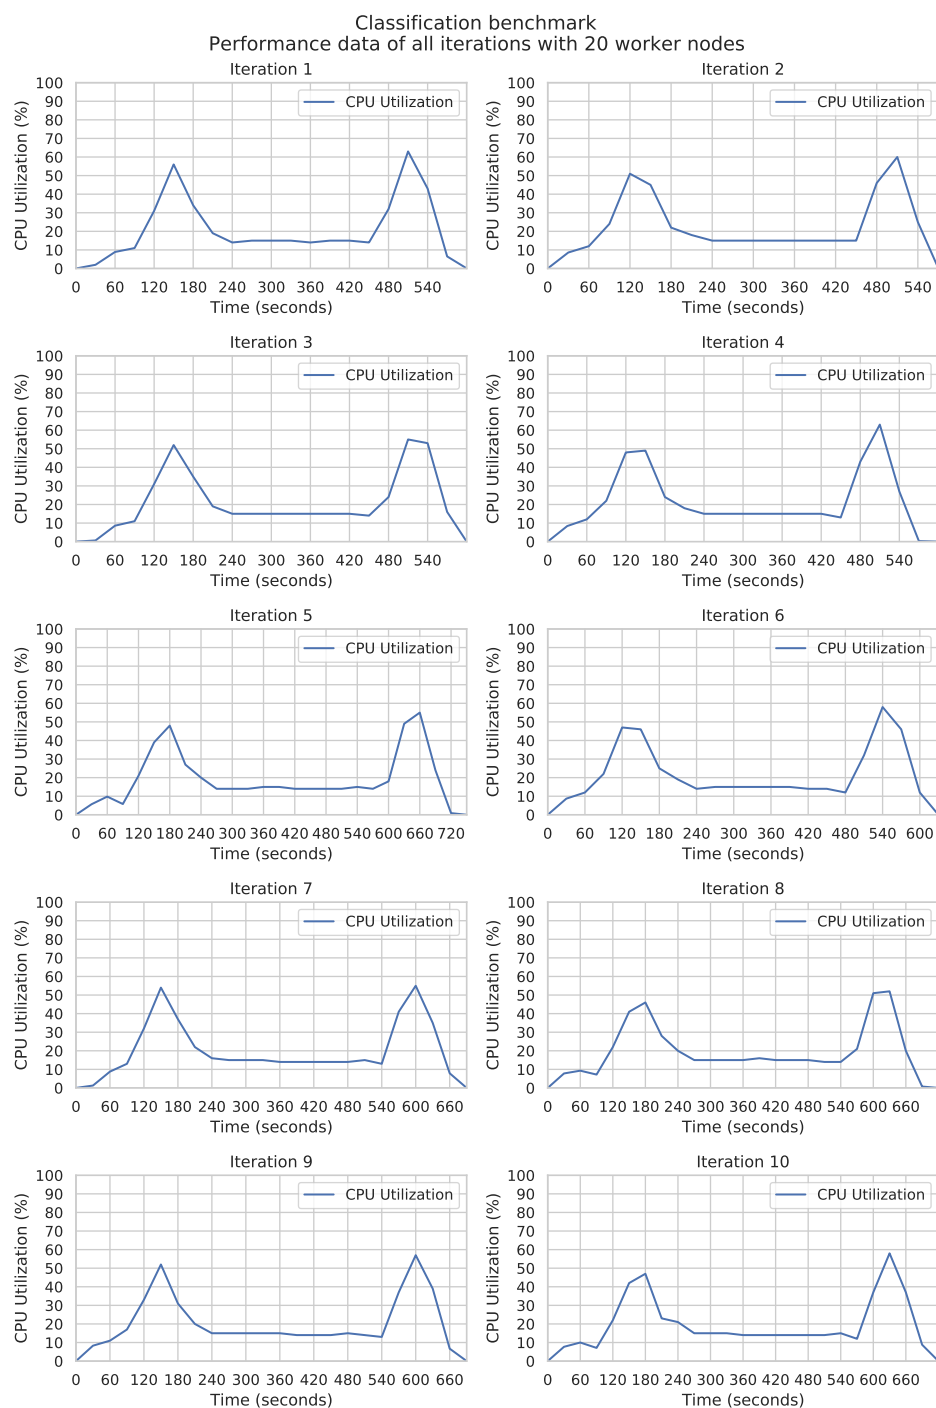 Classification benchmark
Performance data of all iterations with 20 worker nodes
Iteration 1
CPU Utilization (%)
100
90
80
70
60
50
40
30
20
10
0
CPU Utilization
0 60 120 180 240 300 360 420 480 540
Time (seconds)
Iteration 2
CPU Utilization (%)
100
90
80
70
60
50
40
30
20
10
0
CPU Utilization
0 60 120 180 240 300 360 420 480 540
Time (seconds)
Iteration 3
CPU Utilization (%)
100
90
80
70
60
50
40
30
20
10
0
CPU Utilization
0 60 120 180 240 300 360 420 480 540
Time (seconds)
Iteration 4
CPU Utilization (%)
100
90
80
70
60
50
40
30
20
10
0
CPU Utilization
0 60 120 180 240 300 360 420 480 540
Time (seconds)
Iteration 5
CPU Utilization (%)
100
90
80
70
60
50
40
30
20
10
0
CPU Utilization
0 60 120 180 240 300 360 420 480 540 600 660 720
Time (seconds)
Iteration 6
CPU Utilization (%)
100
90
80
70
60
50
40
30
20
10
0
CPU Utilization
0 60 120 180 240 300 360 420 480 540 600
Time (seconds)
Iteration 7
CPU Utilization (%)
100
90
80
70
60
50
40
30
20
10
0
CPU Utilization
0 60 120 180 240 300 360 420 480 540 600 660
Time (seconds)
Iteration 8
CPU Utilization (%)
100
90
80
70
60
50
40
30
20
10
0
CPU Utilization
0 60 120 180 240 300 360 420 480 540 600 660
Time (seconds)
Iteration 9
CPU Utilization (%)
100
90
80
70
60
50
40
30
20
10
0
CPU Utilization
0 60 120 180 240 300 360 420 480 540 600 660
Time (seconds)
Iteration 10
CPU Utilization (%)
100
90
80
70
60
50
40
30
20
10
0
CPU Utilization
0 60 120 180 240 300 360 420 480 540 600 660
Time (seconds)